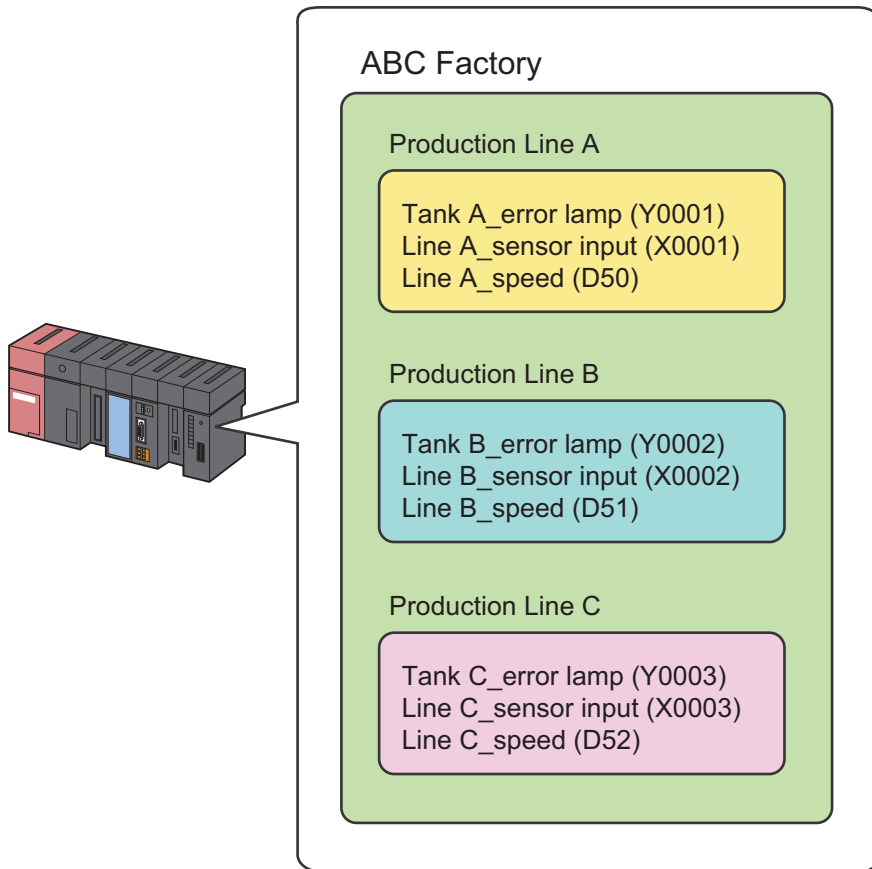 ABC Factory
Production Line A
Tank A_error lamp (Y0001)
Line A_sensor input (X0001)
Line A_speed (D50)
Production Line B
Tank B_error lamp (Y0002)
Line B_sensor input (X0002)
Line B_speed (D51)
Production Line C
Tank C_error lamp (Y0003)
Line C_sensor input (X0003)
Line C_speed (D52)